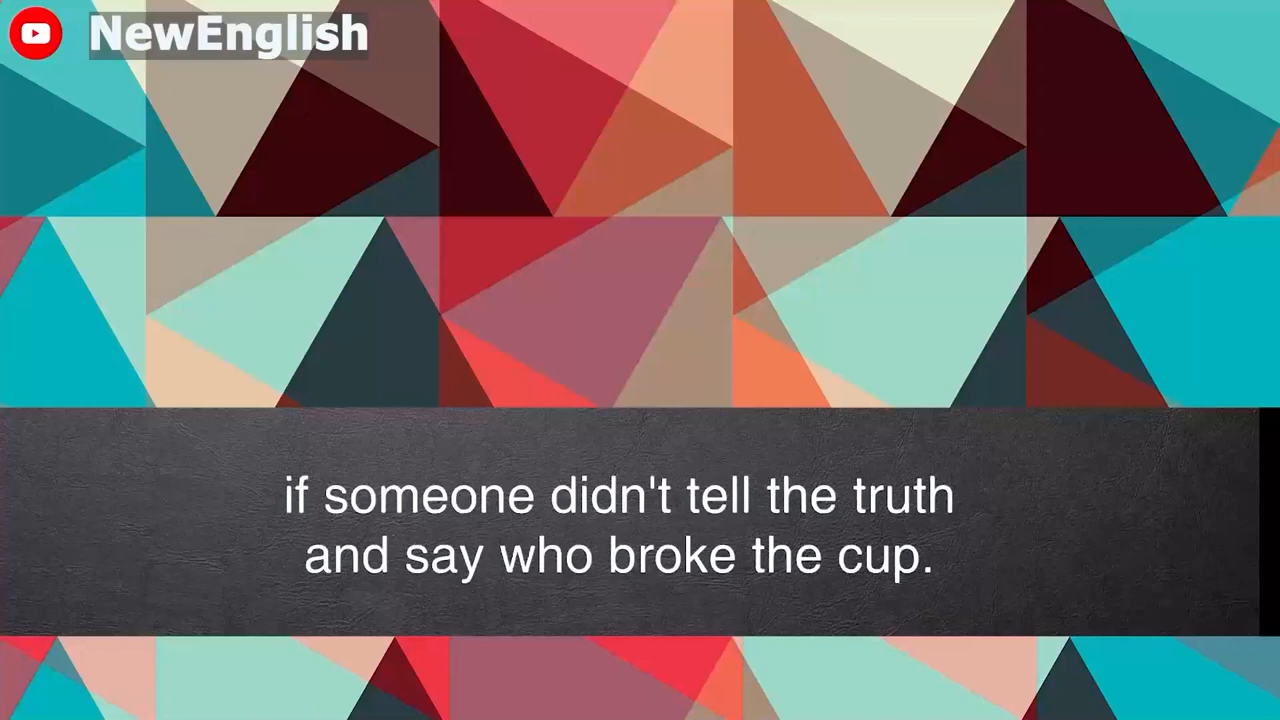 NewEnglish
if someone didn't tell the truth
and say who broke the cup.